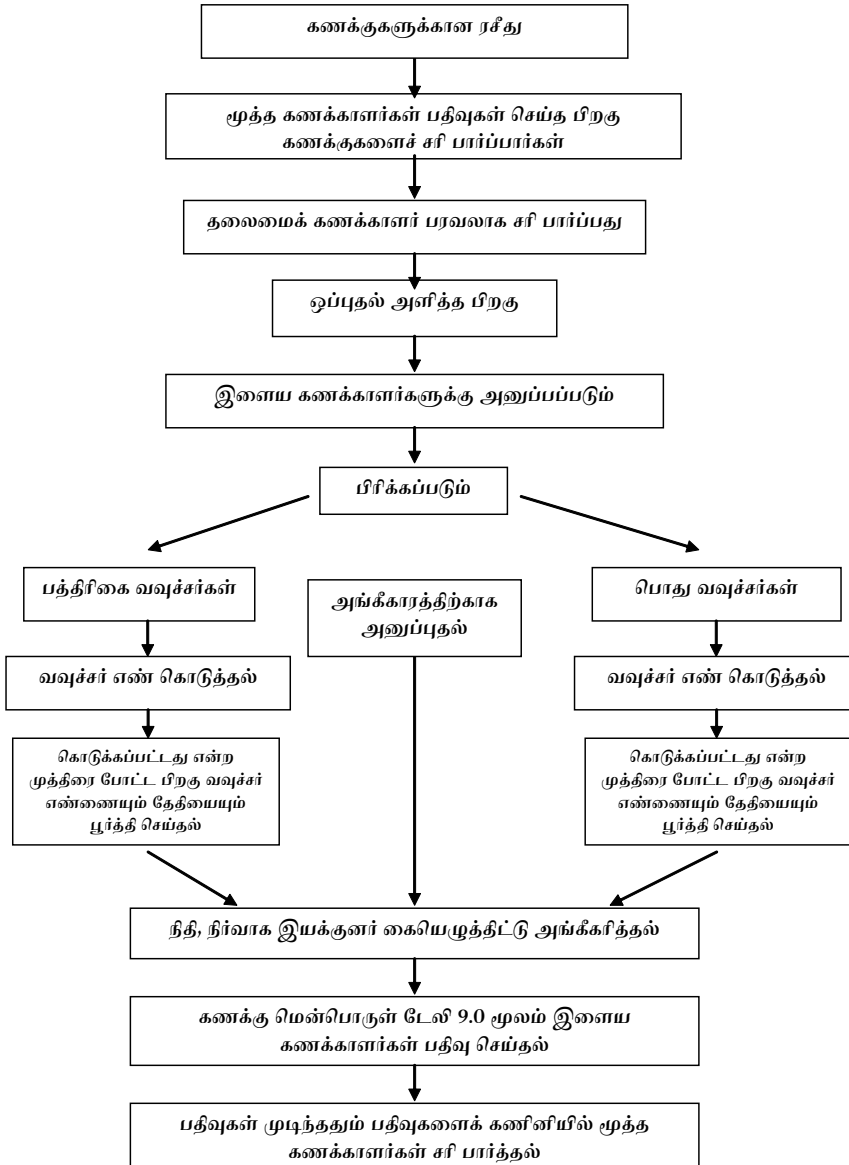 கணக்குகளுக்கான ரசீது
மூத்த கணக்காளர்கள் பதிவுகள் செய்த பிறகு
கணக்குகளைச் சரி பார்ப்பார்கள்
தலைமைக் கணக்காளர் பரவலாக சரி பார்ப்பது
ஒப்புதல் அளித்த பிறகு
இளைய கணக்காளர்களுக்கு அனுப்பப்படும்
பிரிக்கப்படும்
பத்திரிகை வவுச்சர்கள்
அங்கீகாரத்திற்காக
அனுப்புதல்
பொது வவுச்சர்கள்
வவுச்சர் எண் கொடுத்தல்
வவுச்சர் எண் கொடுத்தல்
கொடுக்கப்பட்டது என்ற
முத்திரை போட்ட பிறகு வவுச்சர்
எண்ணையும் தேதியையும்
பூர்த்தி செய்தல்
கொடுக்கப்பட்டது என்ற
முத்திரை போட்ட பிறகு வவுச்சர்
எண்ணையும் தேதியையும்
பூர்த்தி செய்தல்
நிதி, நிர்வாக இயக்குனர் கையெழுத்திட்டு அங்கீகரித்தல்
கணக்கு மென்பொருள் டேலி 9.0 மூலம் இளைய
கணக்காளர்கள் பதிவு செய்தல்
பதிவுகள் முடிந்ததும் பதிவுகளைக் கணினியில் மூத்த
கணக்காளர்கள் சரி பார்த்தல்